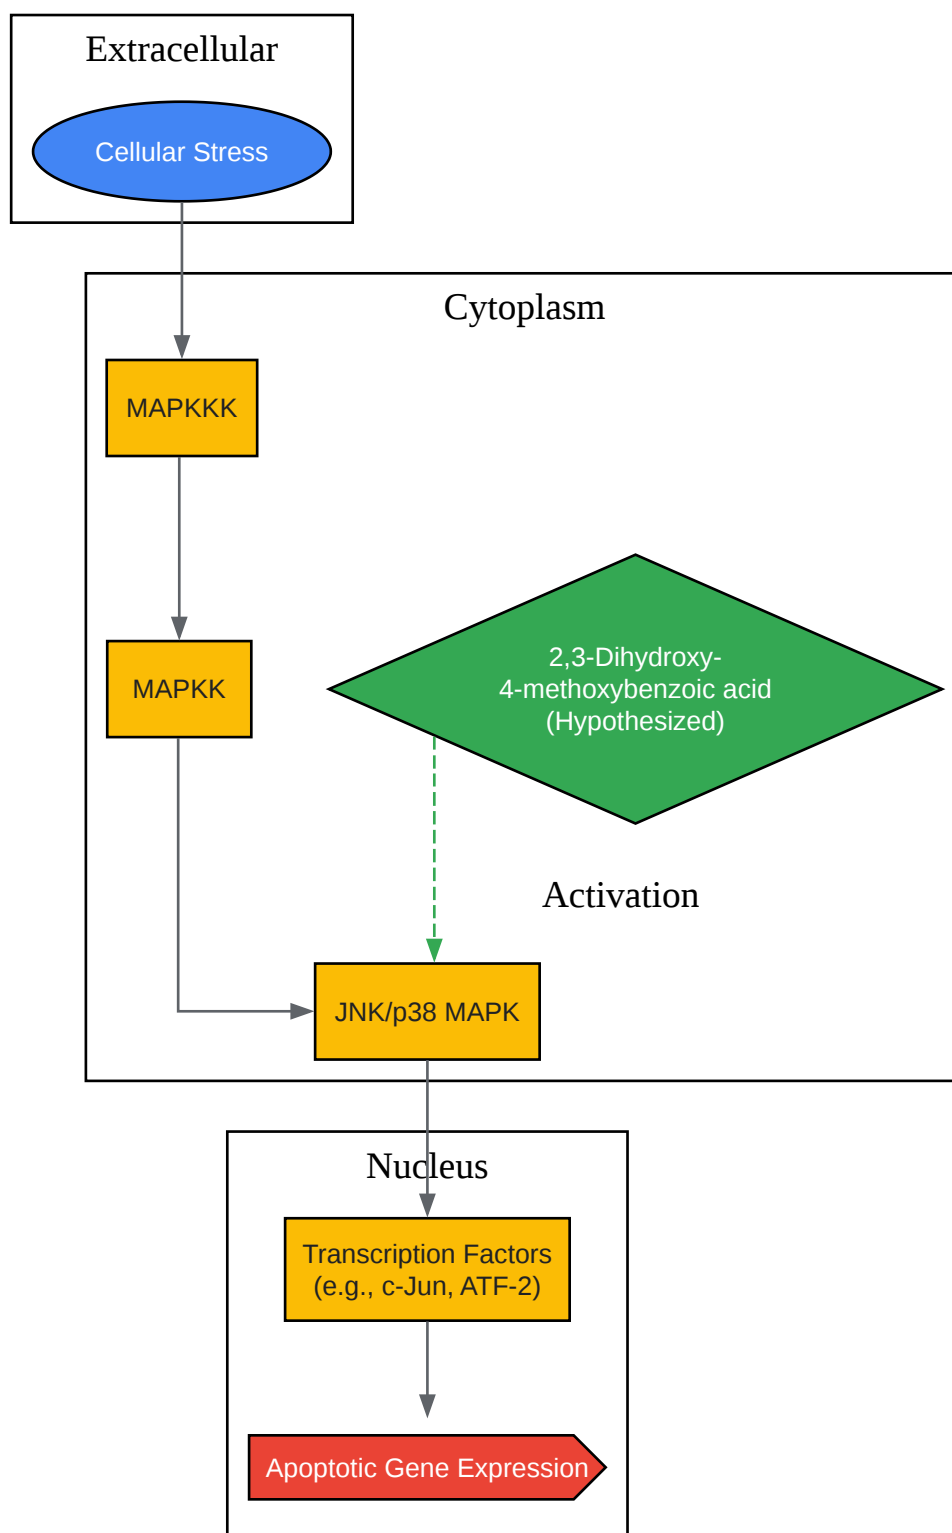 Extracellular
Cellular Stress
Cytoplasm
MAPKKK
MAPKK
2,3-Dihydroxy-
4-methoxybenzoic acid
(Hypothesized)
Activation
JNK/p38 MAPK
Nucleus
Transcription Factors
(e.g., c-Jun, ATF-2)
Apoptotic Gene Expression